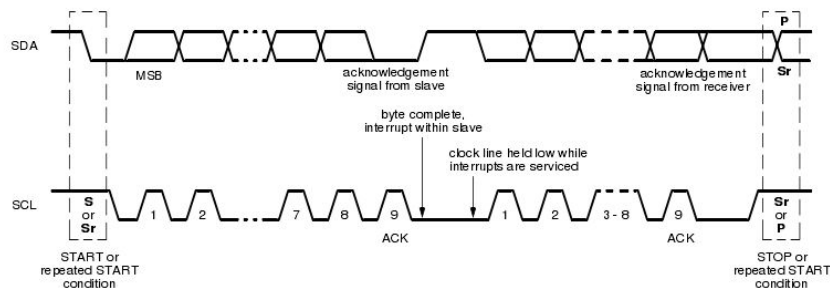 P
SDA
MSB
acknowledgement
signal from slave
acknowledgement
signal from receiver
Sr
byte complete,
interrupt within slave
clock line held low while
interrupts are serviced
SCL
S
or
Sr
1
2
7
8
9
1
2
3 - 8
9
Sr
or
P
ACK
ACK
START or
repeated START
condition
STOP or
repeated START
condition